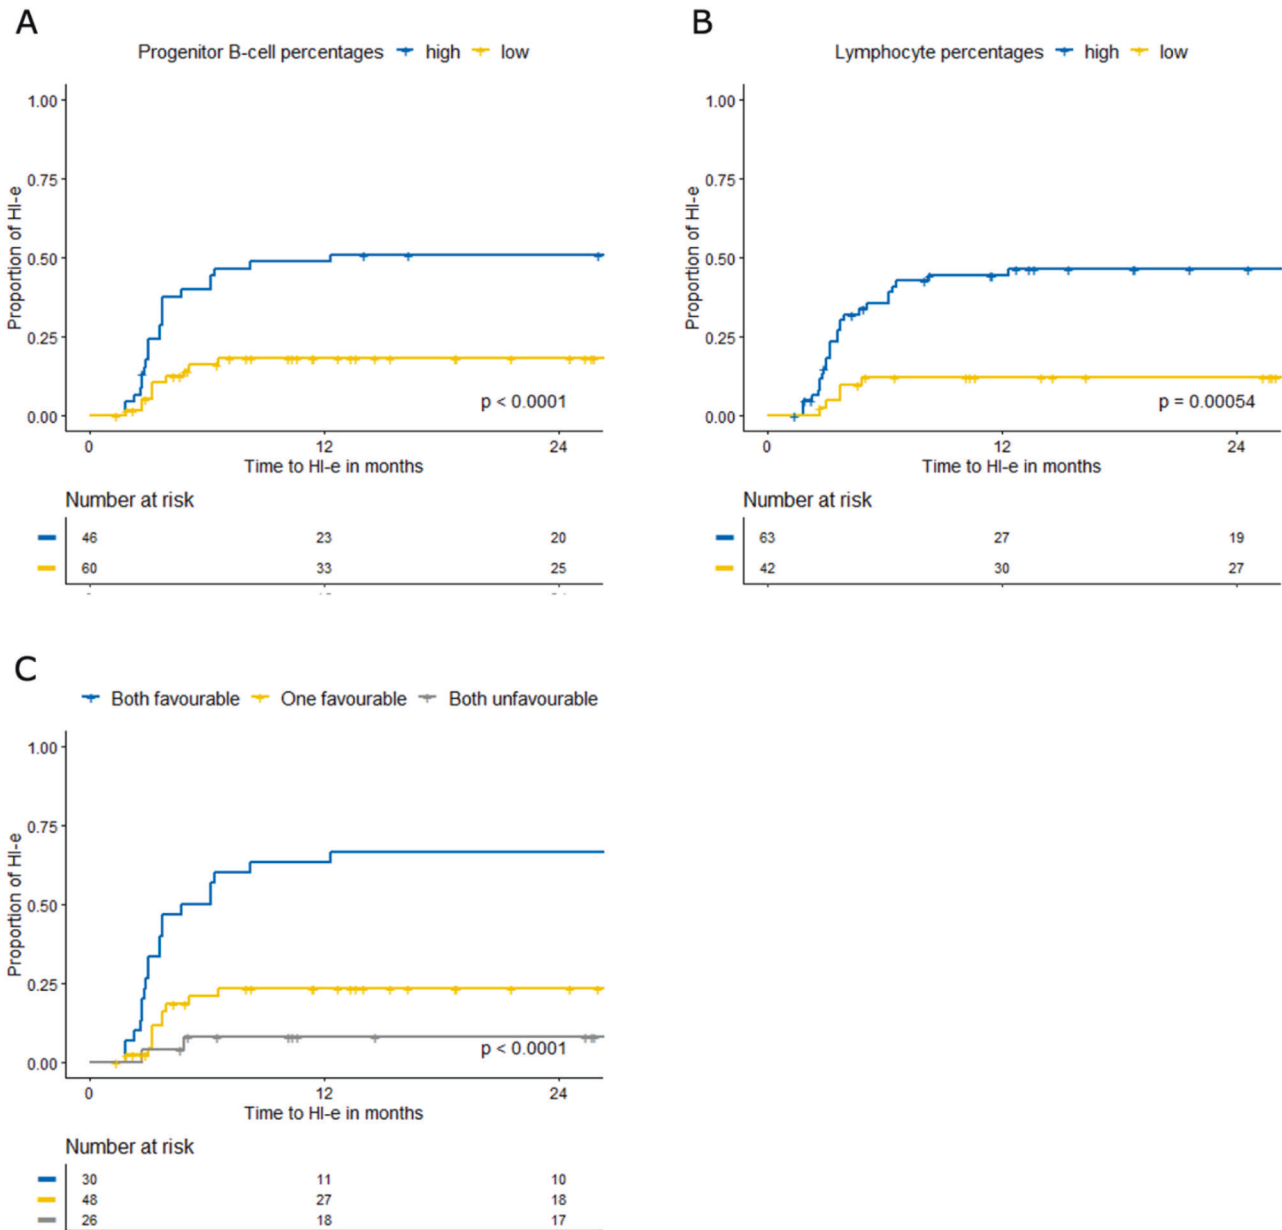 A
Progenitor B-cell percentages high low
1.00
0.75
0.50
0.25
0.00
Proportion of HI-e
p < 0.0001
0 12 24
Time to HI-e in months
Number at risk
46 23 20
60 33 25
B
Lymphocyte percentages high low
1.00
0.75
0.50
0.25
0.00
Proportion of HI-e
p = 0.00054
0 12 24
Time to HI-e in months
Number at risk
63 27 19
42 30 27
C
Both favourable One favourable Both unfavourable
1.00
0.75
0.50
0.25
0.00
Proportion of HI-e
p < 0.0001
0 12 24
Time to HI-e in months
Number at risk
30 11 10
48 27 18
26 18 17